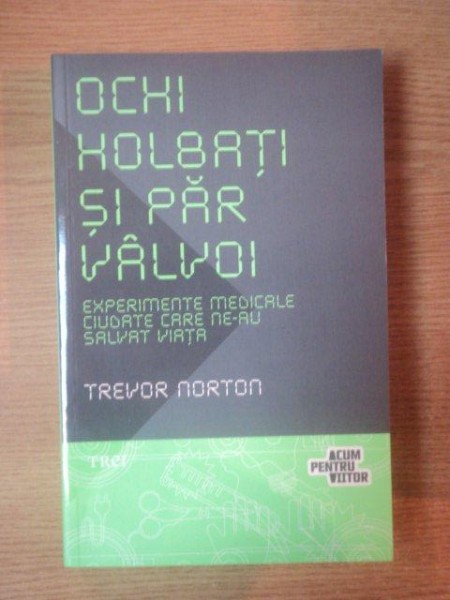 OCHI
HOLBAȚI
ȘI PĂR
VÂLVOI
EXPERIMENTE MEDICALE
CIUDATE CARE NE-AU
SALVAT VIAȚA
TREVOR NORTON
TREI
ACUM
PENTRU
VIITOR